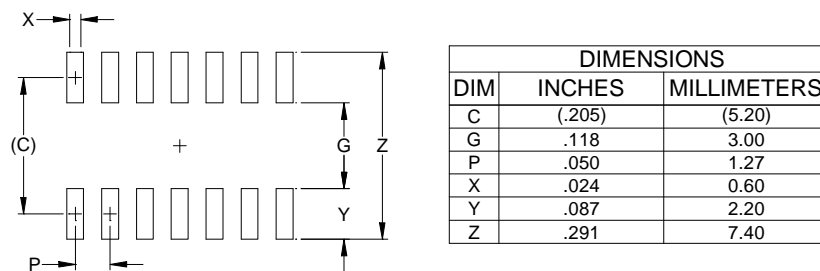 X
(C)
G
Z
Y
P
DIMENSIONS
DIM INCHES MILLIMETERS
C (.205) (5.20)
G .118 3.00
P .050 1.27
X .024 0.60
Y .087 2.20
Z .291 7.40